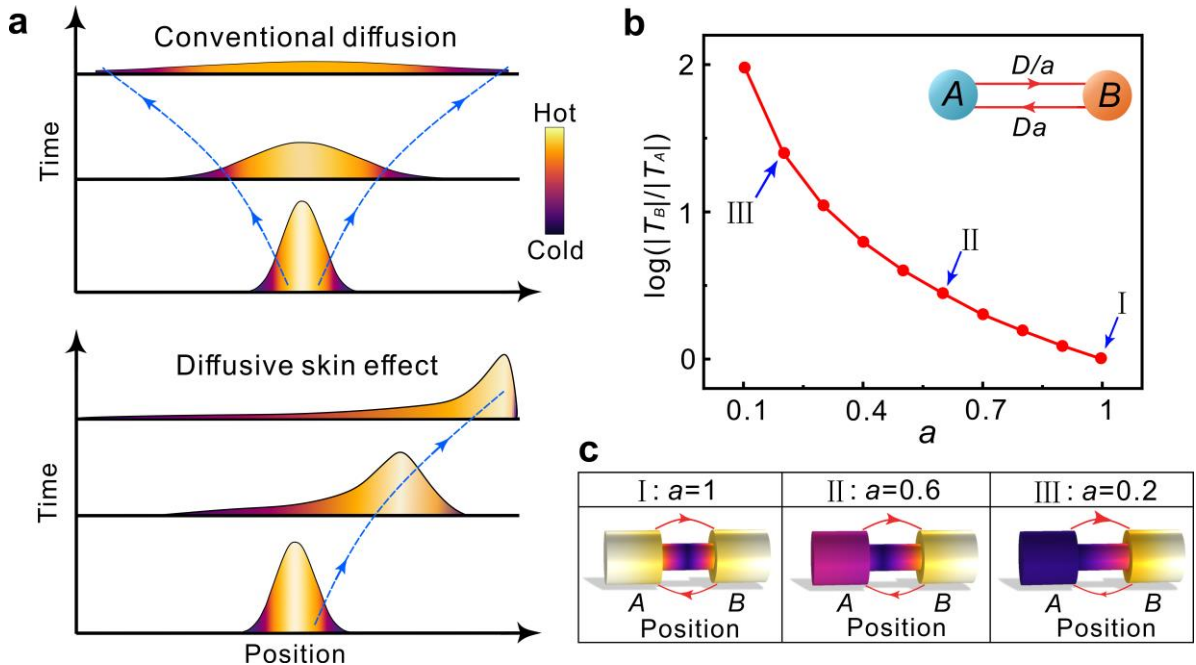 a
Conventional diffusion
Time
Hot
Cold
Diffusive skin effect
Time
Position
b
log(|T_B|/|T_A|)
2
1
0
0.1
0.4
0.7
1
a
A
B
D/a
Da
III
II
I
c
I : a=1
II : a=0.6
III : a=0.2
A
B
Position
A
B
Position
A
B
Position